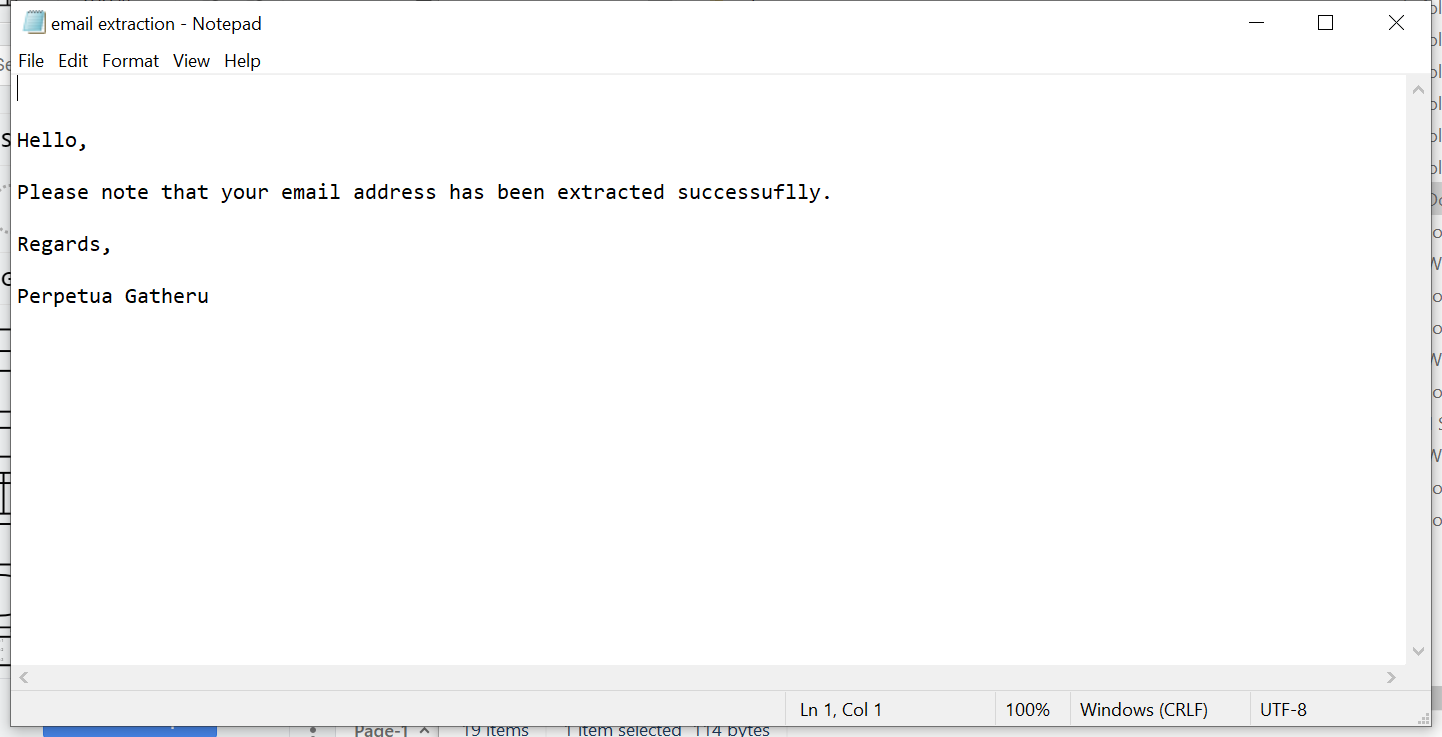 email extraction - Notepad
File Edit Format View Help
Hello,
Please note that your email address has been extracted successuflly.
Regards,
Perpetua Gatheru
Ln 1, Col 1 100% Windows (CRLF) UTF-8
Page-1 19 items 1 item selected 114 bytes